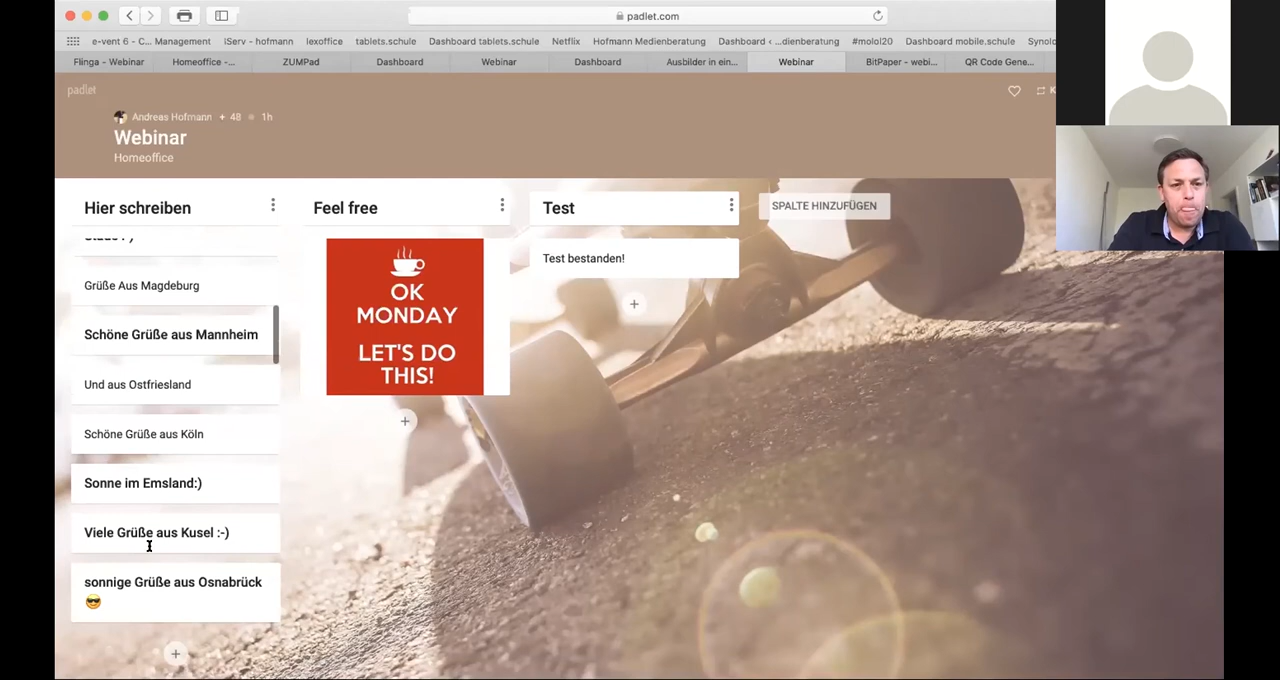 padlet.com
e-vent 6 - C... Management
iServ - hofmann
lexoffice
tablets.schule
Dashboard tablets.schule
Netflix
Hofmann Medienberatung
Dashboard ‹ ...dienberatung
#molol20
Dashboard mobile.schule
Synolo
Flinga - Webinar
Homeoffice -...
ZUMPad
Dashboard
Webinar
Dashboard
Ausbilder in ein...
Webinar
BitPaper - webi...
QR Code Gene...
padlet
K
Andreas Hofmann + 48 1h
Webinar
Homeoffice
Hier schreiben
Grüße Aus Magdeburg
Schöne Grüße aus Mannheim
Und aus Ostfriesland
Schöne Grüße aus Köln
Sonne im Emsland:)
Viele Grüße aus Kusel :-)
sonnige Grüße aus Osnabrück
😎
Feel free
OK
MONDAY
LET'S DO
THIS!
Test
Test bestanden!
SPALTE HINZUFÜGEN